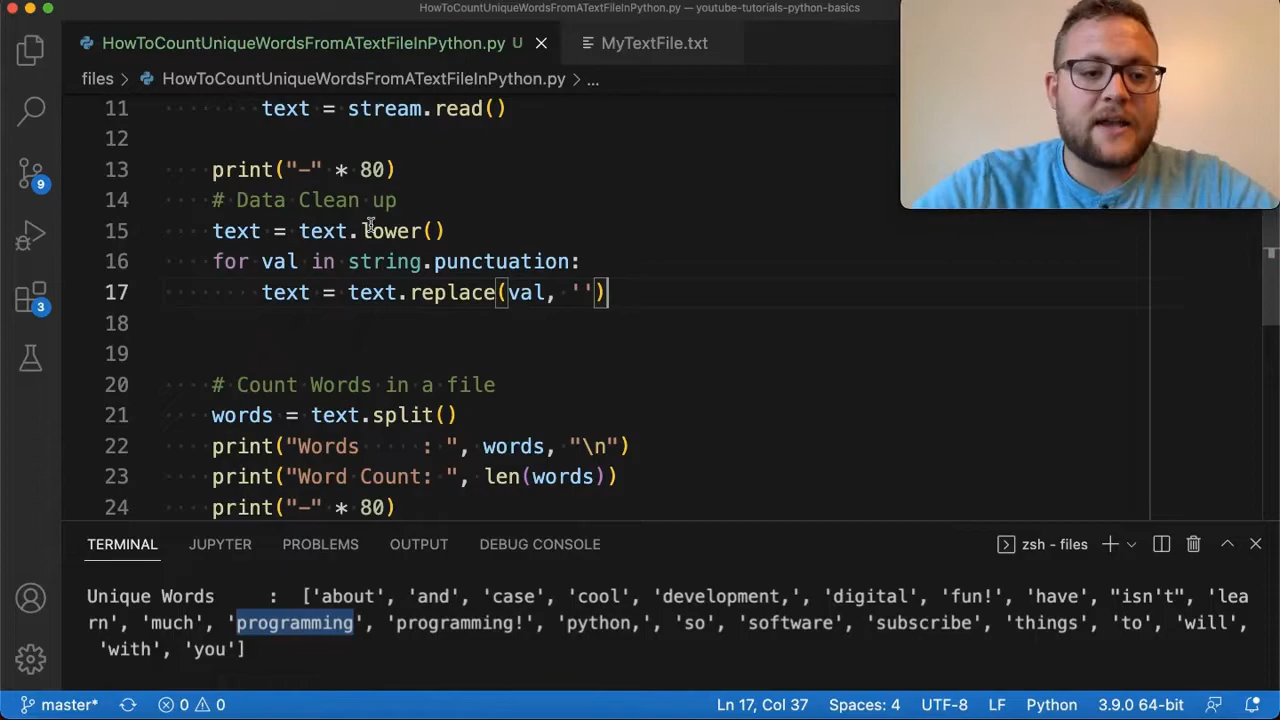 HowToCountUniqueWordsFromATextFileInPython.py — youtube-tutorials-python-basics
HowToCountUniqueWordsFromATextFileInPython.py U
MyTextFile.txt
files > HowToCountUniqueWordsFromATextFileInPython.py > ...
11 text = stream.read()
12
13 print("-" * 80)
14 # Data Clean up
15 text = text.lower()
16 for val in string.punctuation:
17 text = text.replace(val, '')
18
19
20 # Count Words in a file
21 words = text.split()
22 print("Words     : ", words, "\n")
23 print("Word Count: ", len(words))
24 print("-" * 80)
9
3
TERMINAL JUPYTER PROBLEMS OUTPUT DEBUG CONSOLE zsh - files
Unique Words     :  ['about', 'and', 'case', 'cool', 'development,', 'digital', 'fun!', 'have', "isn't", 'lea
rn', 'much', 'programming', 'programming!', 'python,', 'so', 'software', 'subscribe', 'things', 'to', 'will',
'with', 'you']
master* 0 0 Ln 17, Col 37 Spaces: 4 UTF-8 LF Python 3.9.0 64-bit